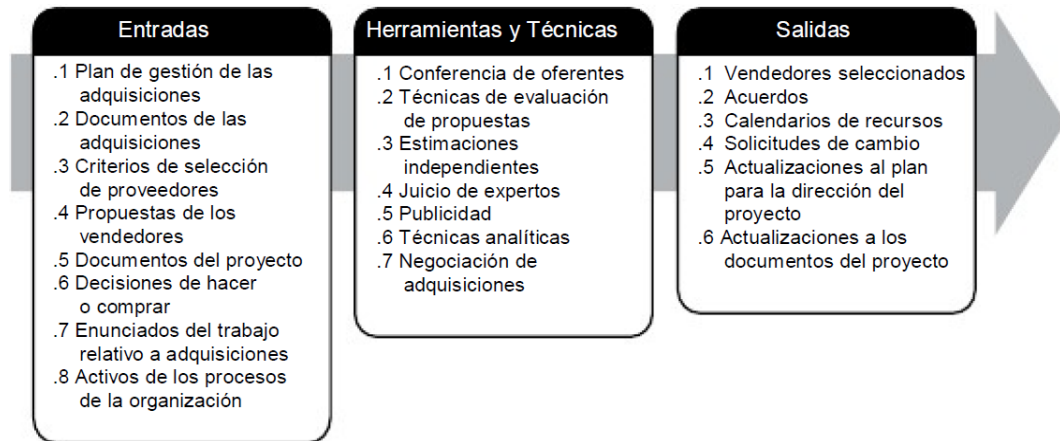 Entradas
.1 Plan de gestión de las
adquisiciones
.2 Documentos de las
adquisiciones
.3 Criterios de selección
de proveedores
.4 Propuestas de los
vendedores
.5 Documentos del proyecto
.6 Decisiones de hacer
o comprar
.7 Enunciados del trabajo
relativo a adquisiciones
.8 Activos de los procesos
de la organización
Herramientas y Técnicas
.1 Conferencia de oferentes
.2 Técnicas de evaluación
de propuestas
.3 Estimaciones
independientes
.4 Juicio de expertos
.5 Publicidad
.6 Técnicas analíticas
.7 Negociación de
adquisiciones
Salidas
.1 Vendedores seleccionados
.2 Acuerdos
.3 Calendarios de recursos
.4 Solicitudes de cambio
.5 Actualizaciones al plan
para la dirección del
proyecto
.6 Actualizaciones a los
documentos del proyecto